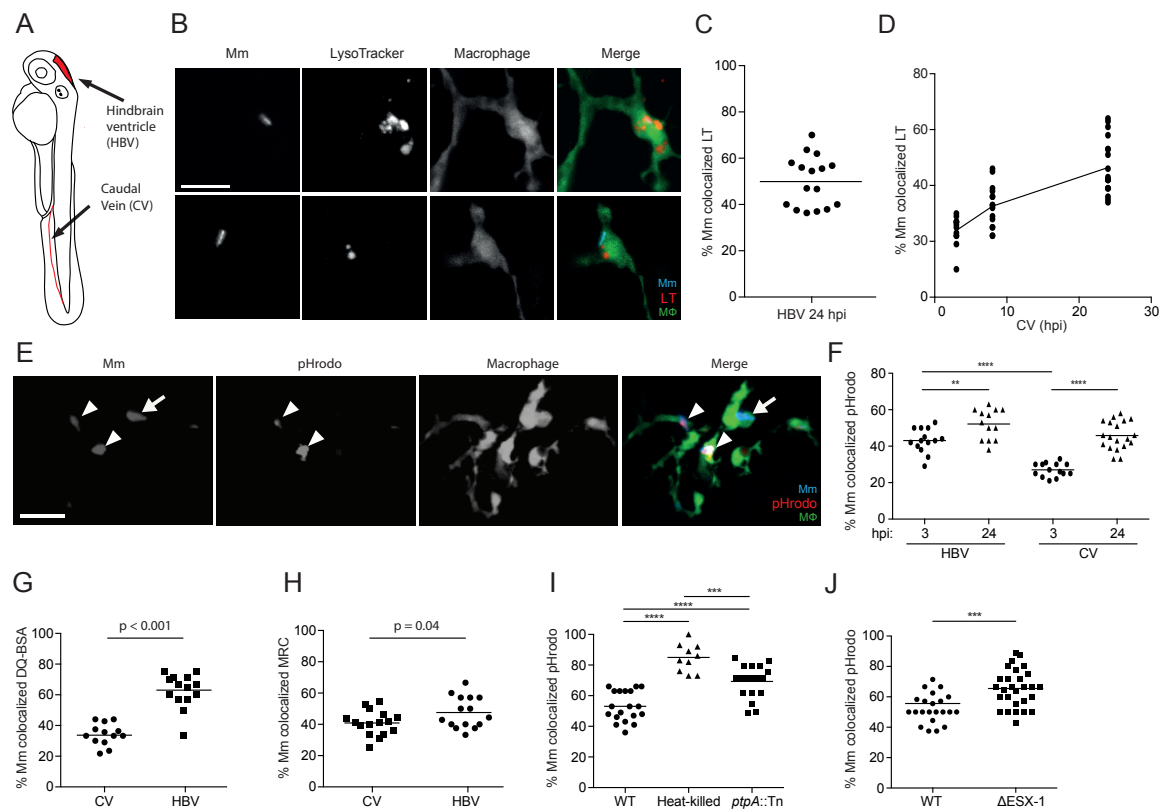 A
Hindbrain
ventricle
(HBV)
Caudal
Vein (CV)
B
Mm
LysoTracker
Macrophage
Merge
Mm
LT
MΦ
C
% Mm colocalized LT
100
80
60
40
20
0
HBV 24 hpi
D
% Mm colocalized LT
80
60
30
0
0
10
20
30
CV (hpi)
E
Mm
pHrodo
Macrophage
Merge
Mm
pHrodo
MΦ
F
% Mm colocalized pHrodo
80
60
40
20
0
****
**
****
hpi:
3
24
3
24
HBV
CV
G
% Mm colocalized DQ-BSA
100
80
60
40
20
0
p < 0.001
CV
HBV
H
% Mm colocalized MRC
100
80
60
40
20
0
p = 0.04
CV
HBV
I
% Mm colocalized pHrodo
100
80
60
40
20
0
***
****
****
WT
Heat-killed
ptpA::Tn
J
% Mm colocalized pHrodo
100
80
60
40
20
0
***
WT
ΔESX-1